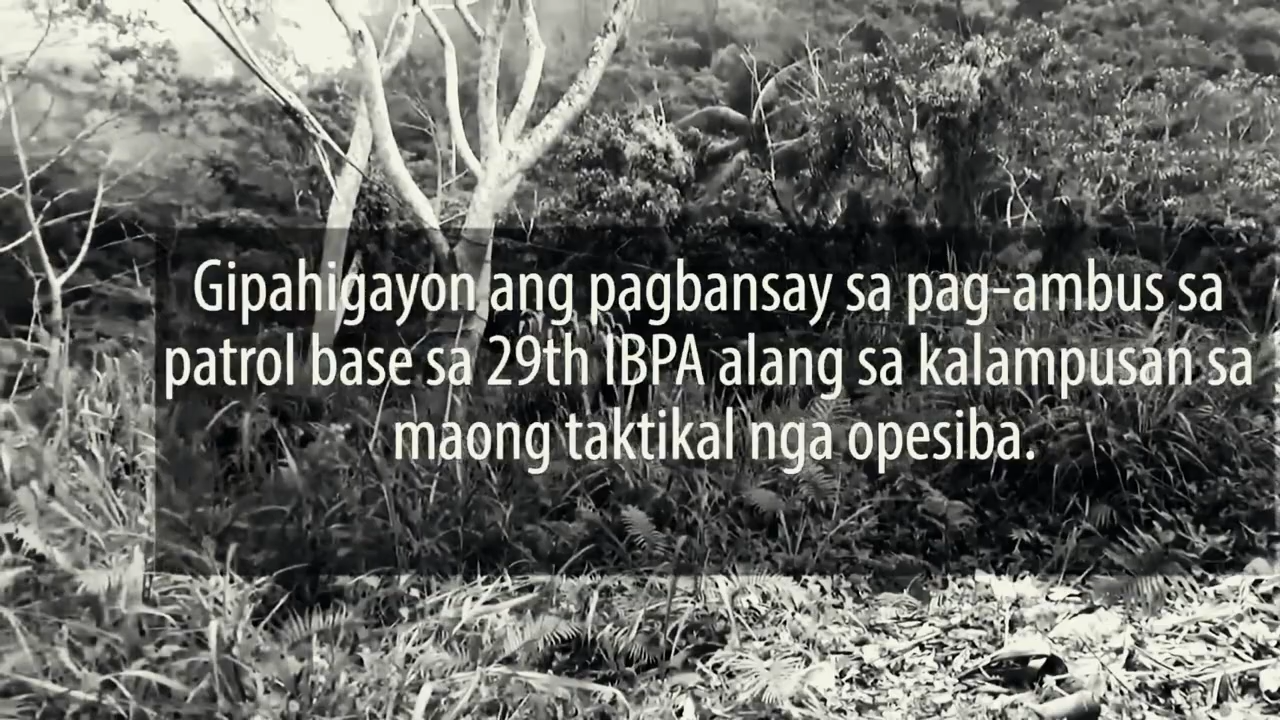 Gipahigayon ang pagbansay sa pag-ambus sa
patrol base sa 29th IBPA alang sa kalampusan sa
maong taktikal nga opesiba.